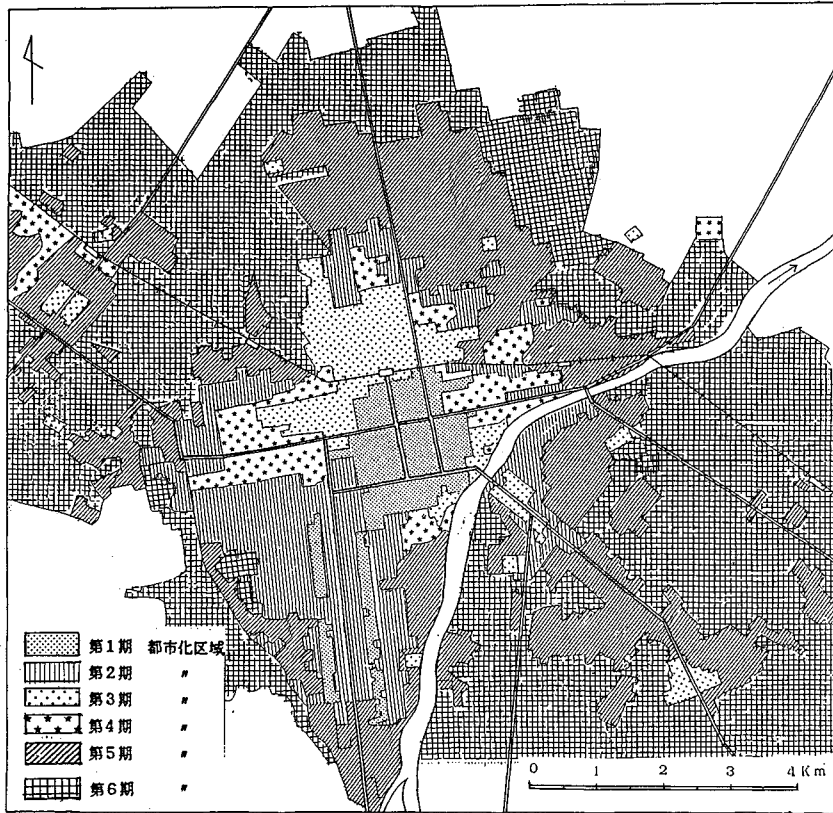 第1期 都市化区域
第2期 〃
第3期 〃
第4期 〃
第5期 〃
第6期 〃
0 1 2 3 4 Km